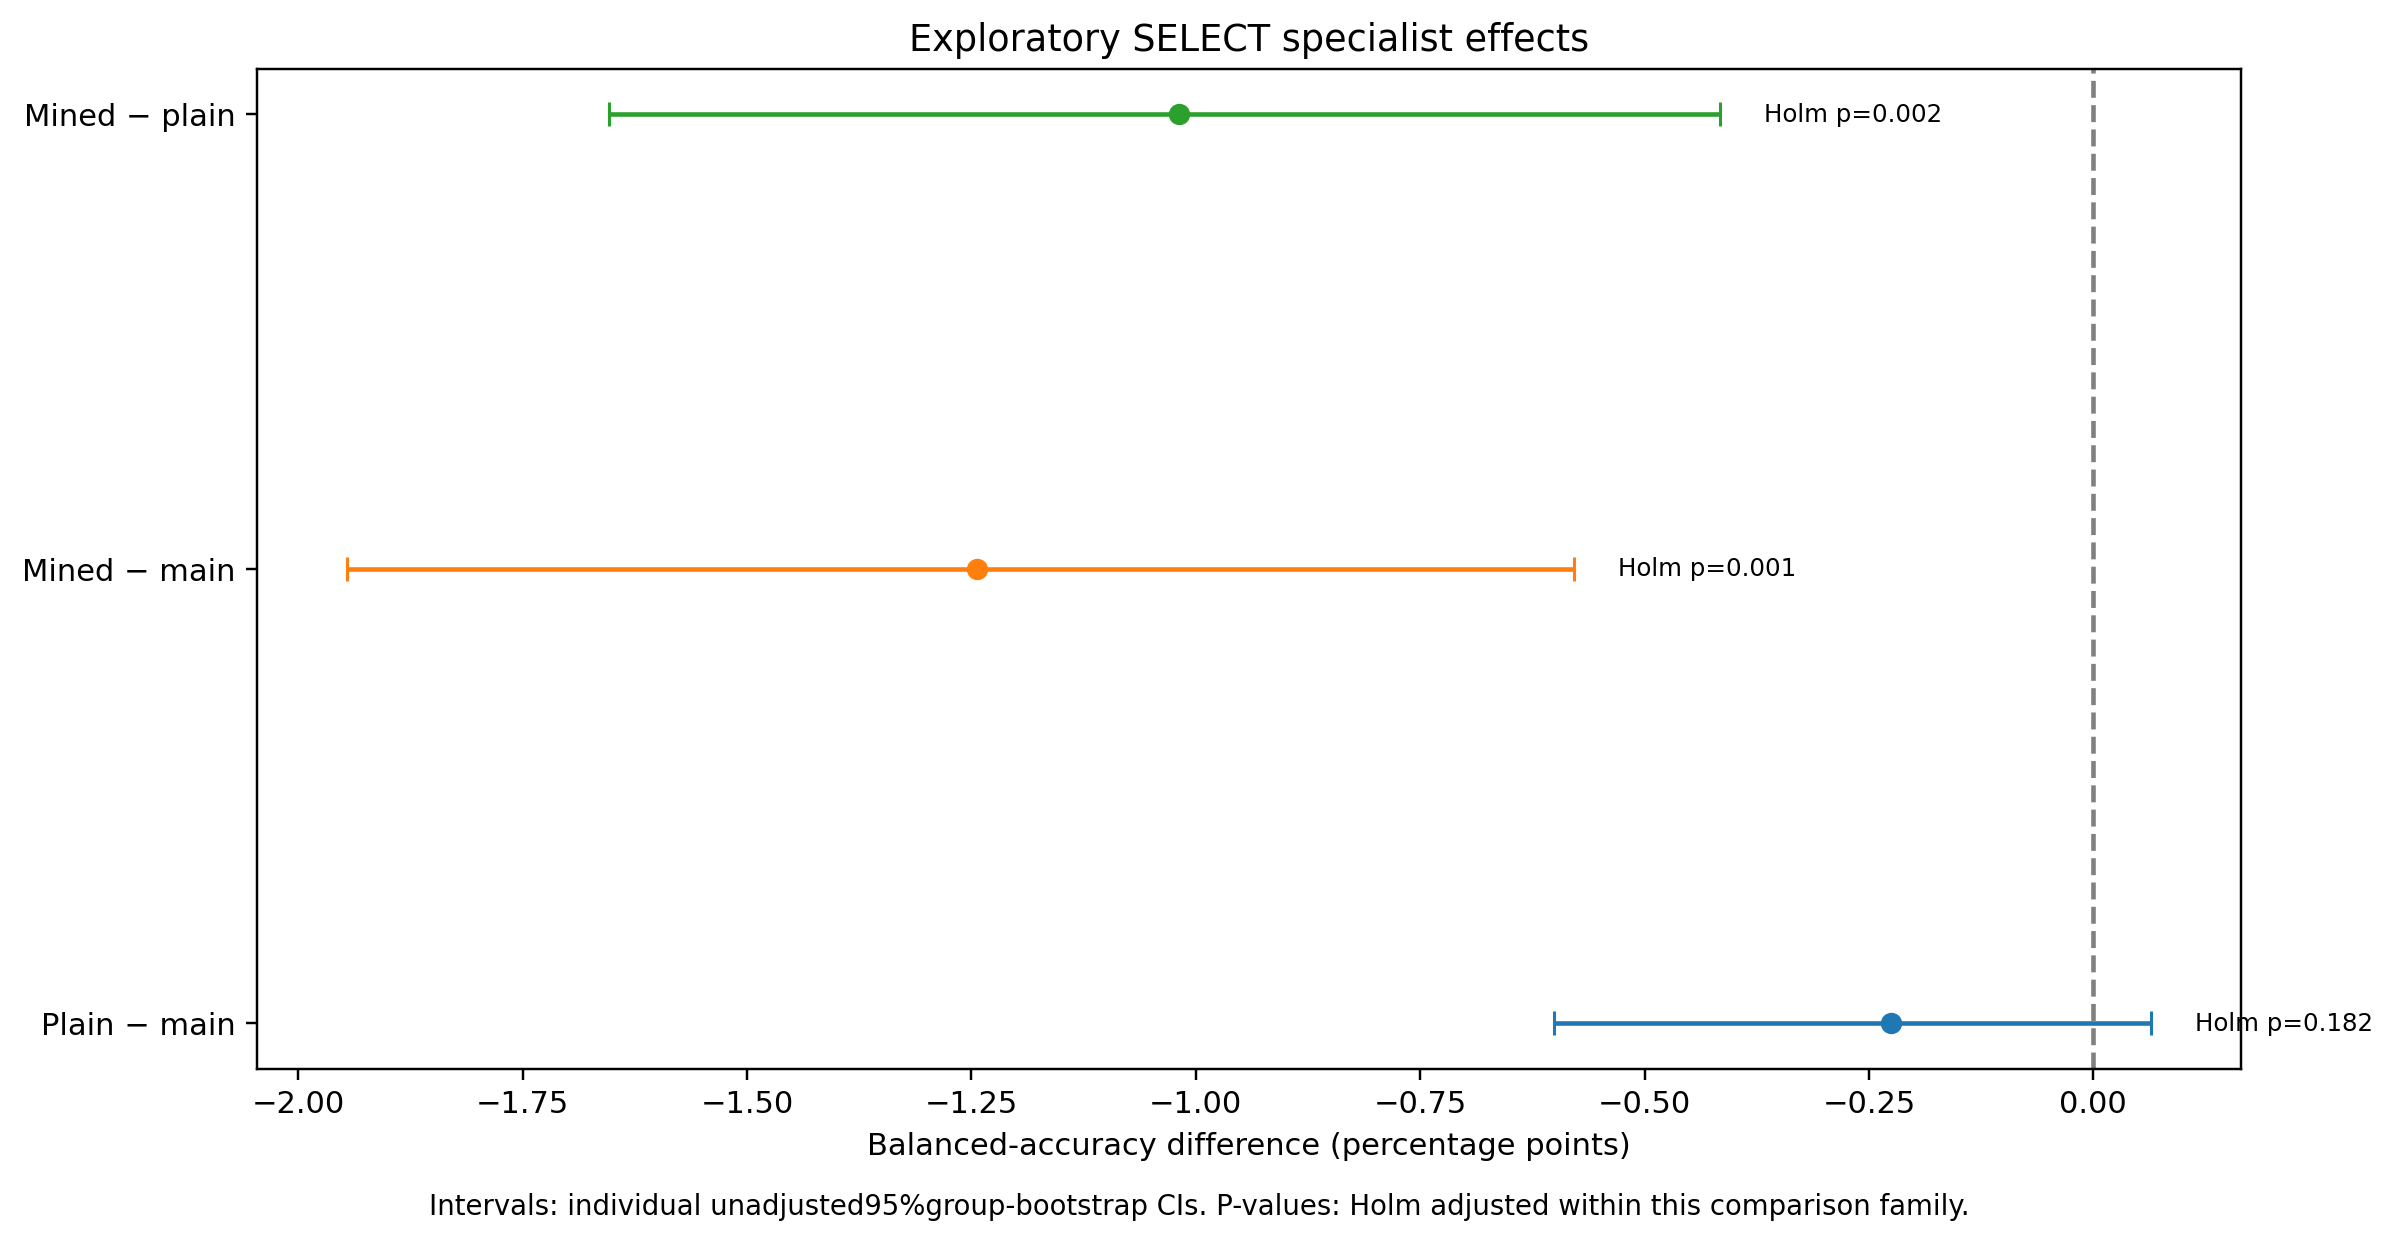 Exploratory SELECT specialist effects
Mined − plain
Holm p=0.002
Mined − main
Holm p=0.001
Plain − main
Holm p=0.182
−2.00 −1.75 −1.50 −1.25 −1.00 −0.75 −0.50 −0.25 0.00
Balanced-accuracy difference (percentage points)
Intervals: individual unadjusted95%group-bootstrap CIs. P-values: Holm adjusted within this comparison family.